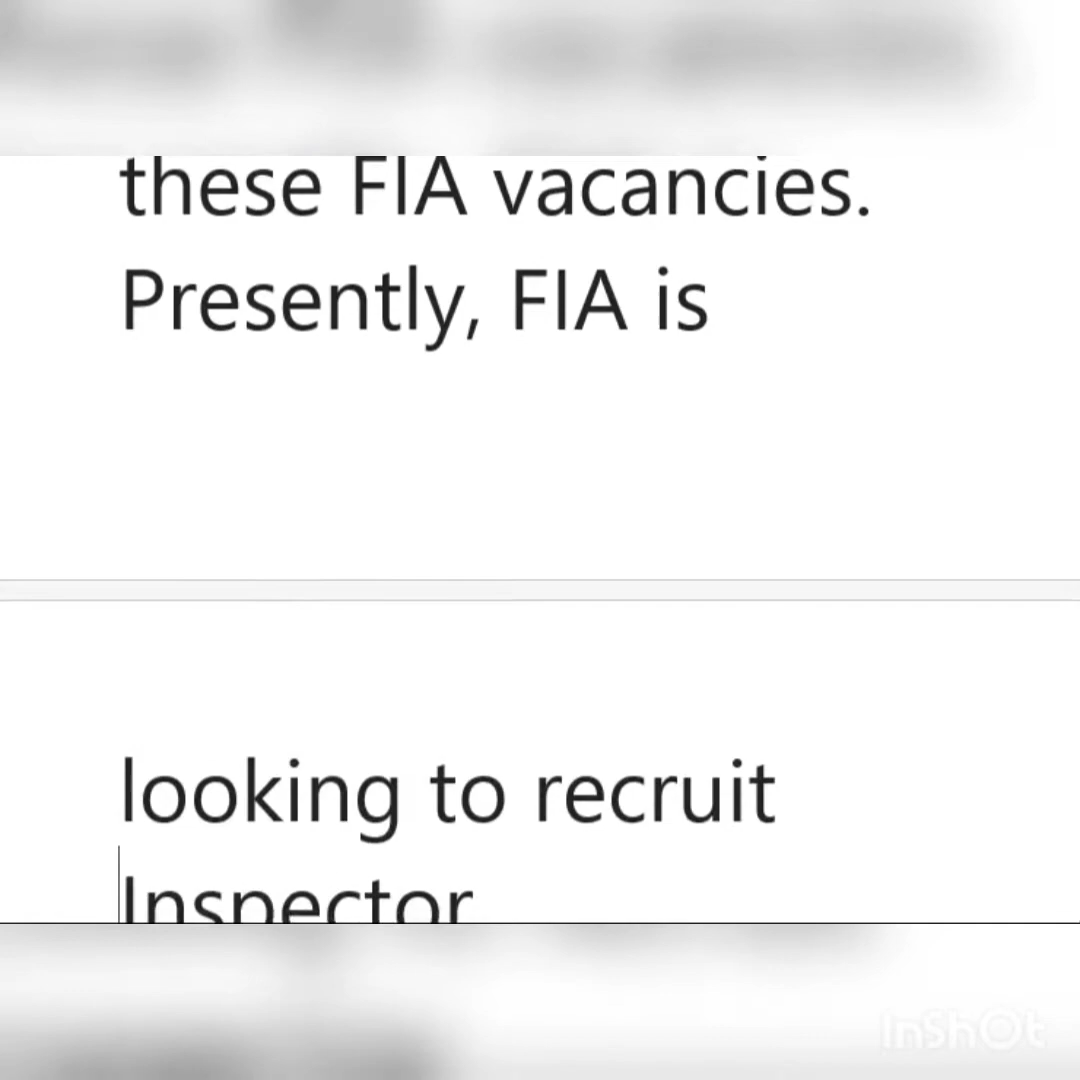 these FIA vacancies.
Presently, FIA is
looking to recruit
Inspector
InShOt